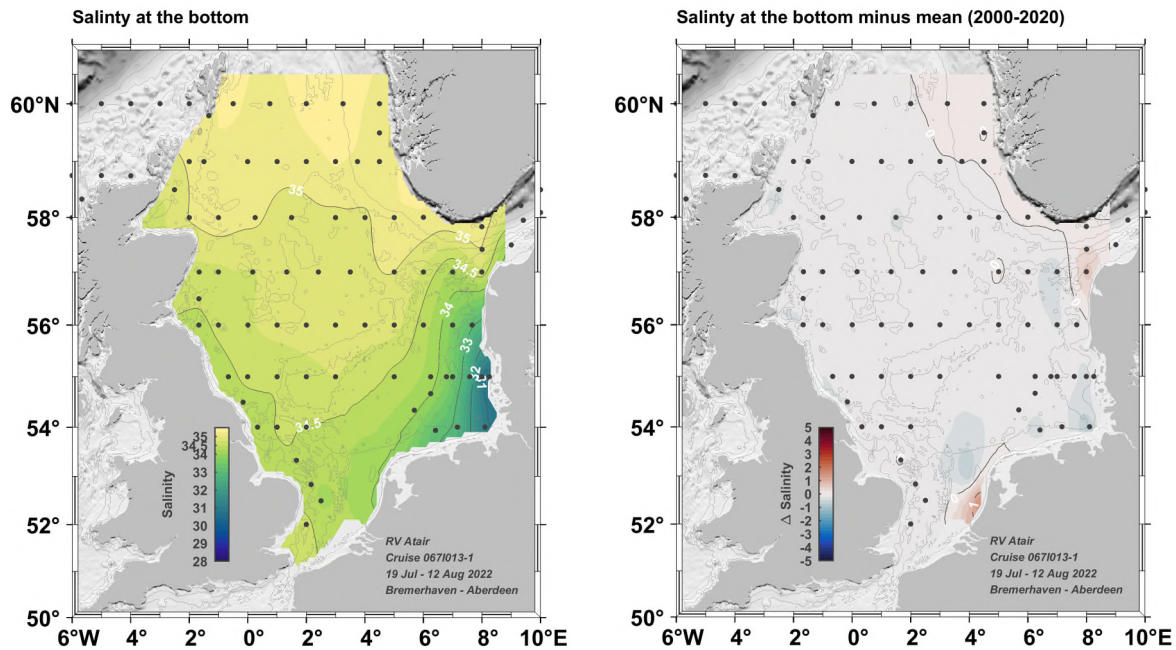 Salinity at the bottom
60°N
58°
56°
54°
52°
50°
6°W 4° 2° 0° 2° 4° 6° 8° 10°E
35
35
34.5
34
33
32
31
32.5
Salinity
35
34.5
34
33
31
30
29
28
RV Atair
Cruise 067I013-1
19 Jul - 12 Aug 2022
Bremerhaven - Aberdeen
Salinty at the bottom minus mean (2000-2020)
60°N
58°
56°
54°
52°
50°
6°W 4° 2° 0° 2° 4° 6° 8° 10°E
0
0
0
0
1
Δ Salinity
5
4
3
2
1
0
-1
-2
-3
-4
-5
RV Atair
Cruise 067I013-1
19 Jul - 12 Aug 2022
Bremerhaven - Aberdeen